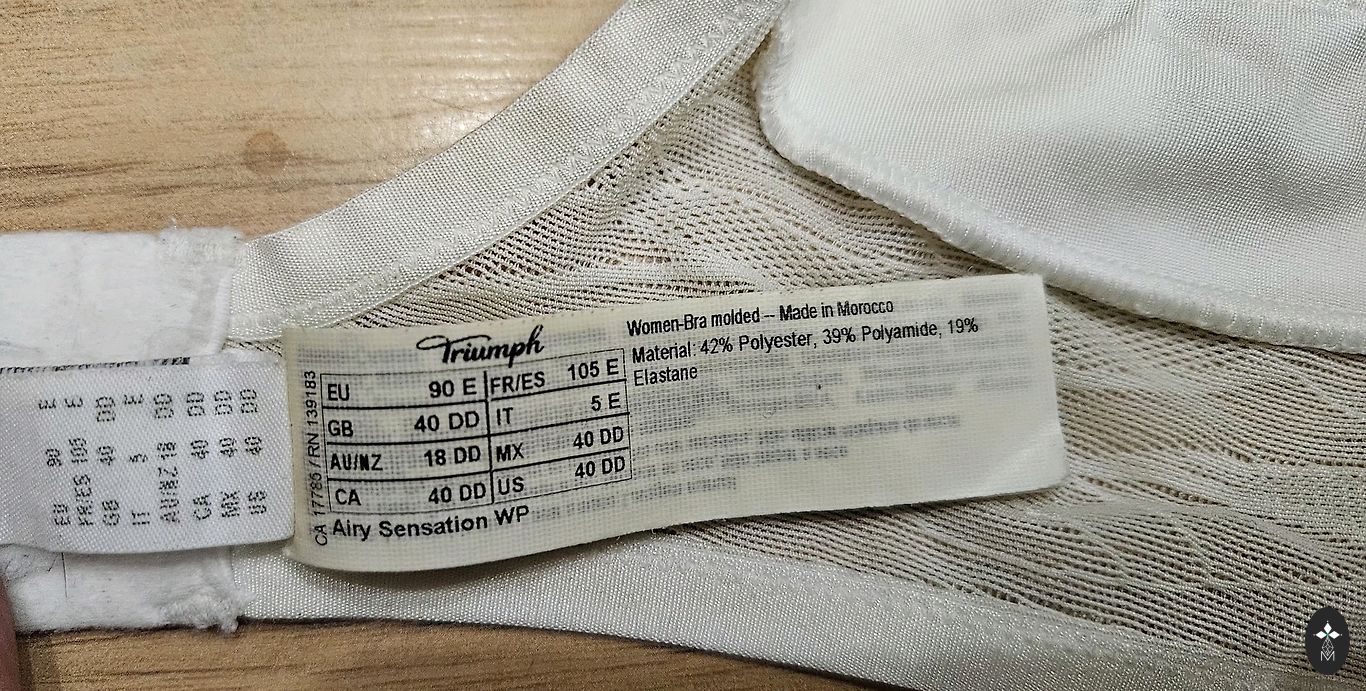 Triumph
EU 90 E FR/ES 105 E
GB 40 DD IT 5 E
AU/NZ 18 DD MX 40 DD
CA 40 DD US 40 DD
Airy Sensation WP
CA 17785 / RN 139183
Women-Bra molded -- Made in Morocco
Material: 42% Polyester, 39% Polyamide, 19%
Elastane
EU 90 E
FR/ES 105 E
GB 40 DD
IT 5 E
AU/NZ 18 DD
CA 40 DD
MX 40 DD
US 40 DD
M